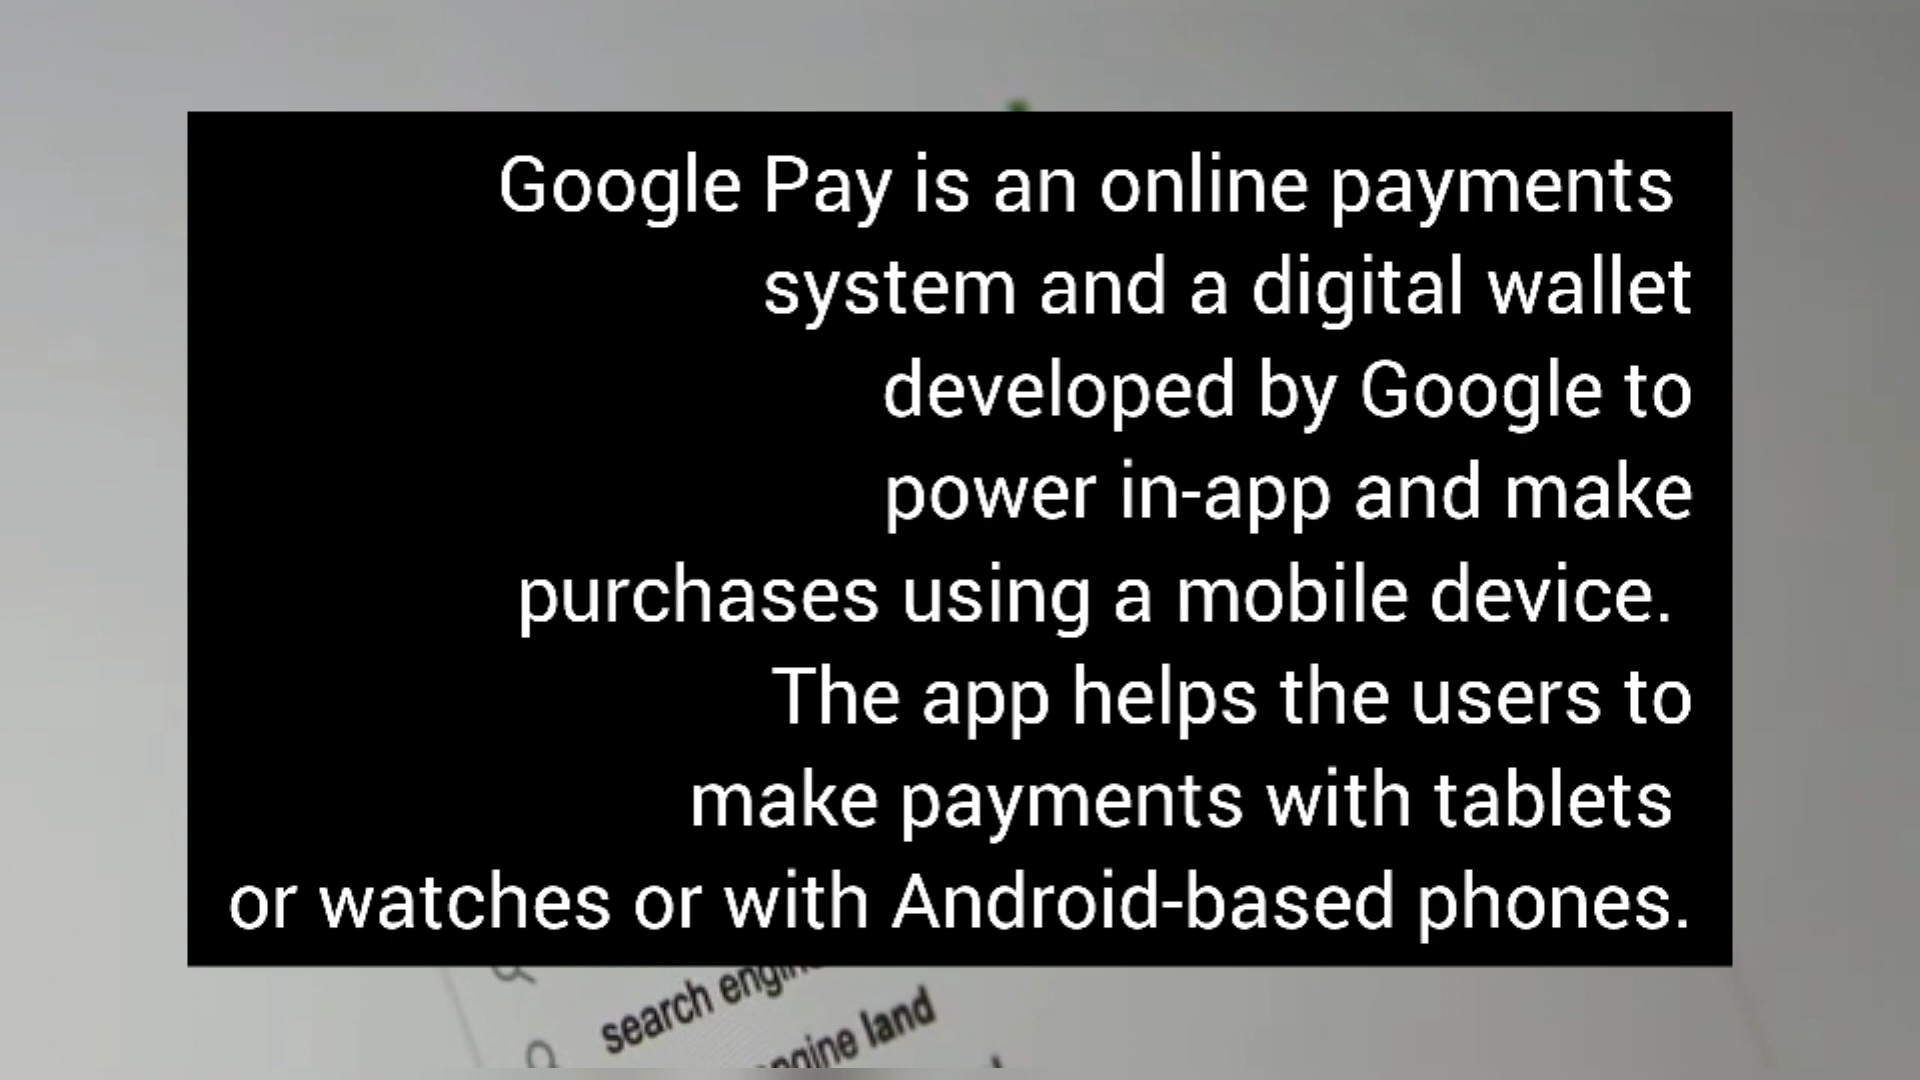 Google Pay is an online payments
system and a digital wallet
developed by Google to
power in-app and make
purchases using a mobile device.
The app helps the users to
make payments with tablets
or watches or with Android-based phones.
search
land